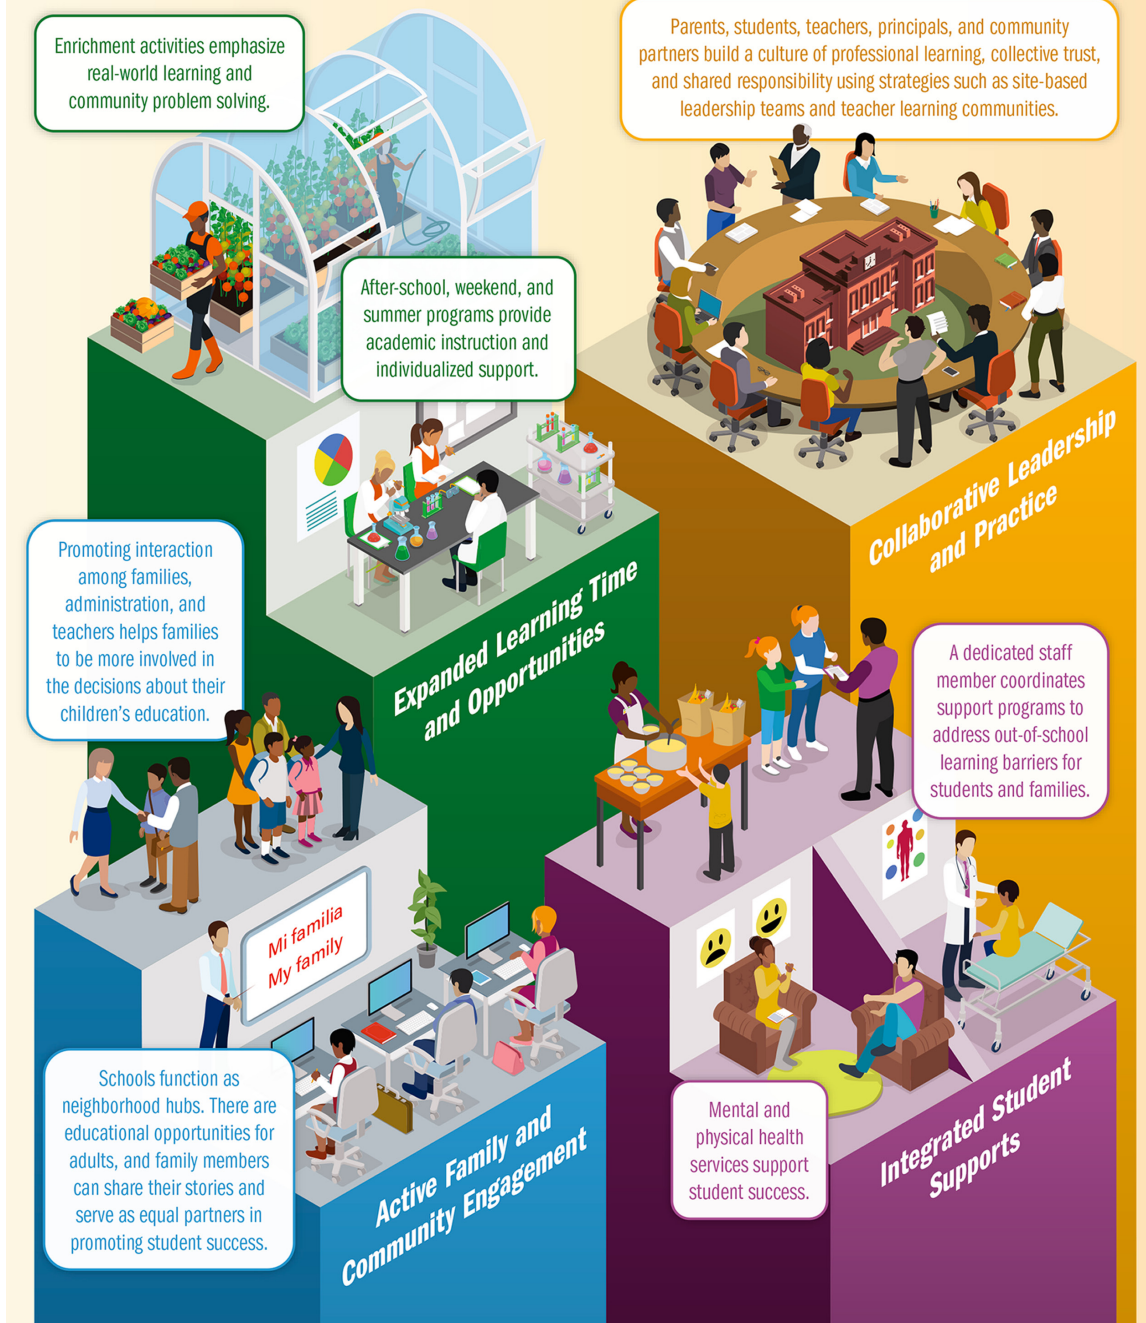 Enrichment activities emphasize
real-world learning and
community problem solving.
Parents, students, teachers, principals, and community
partners build a culture of professional learning, collective trust,
and shared responsibility using strategies such as site-based
leadership teams and teacher learning communities.
After-school, weekend, and
summer programs provide
academic instruction and
individualized support.
Collaborative Leadership
and Practice
Promoting interaction
among families,
administration, and
teachers helps families
to be more involved in
the decisions about their
children's education.
Expanded Learning Time
and Opportunities
A dedicated staff
member coordinates
support programs to
address out-of-school
learning barriers for
students and families.
Mi familia
My family
Schools function as
neighborhood hubs. There are
educational opportunities for
adults, and family members
can share their stories and
serve as equal partners in
promoting student success.
Active Family and
Community Engagement
Mental and
physical health
services support
student success.
Integrated Student
Supports